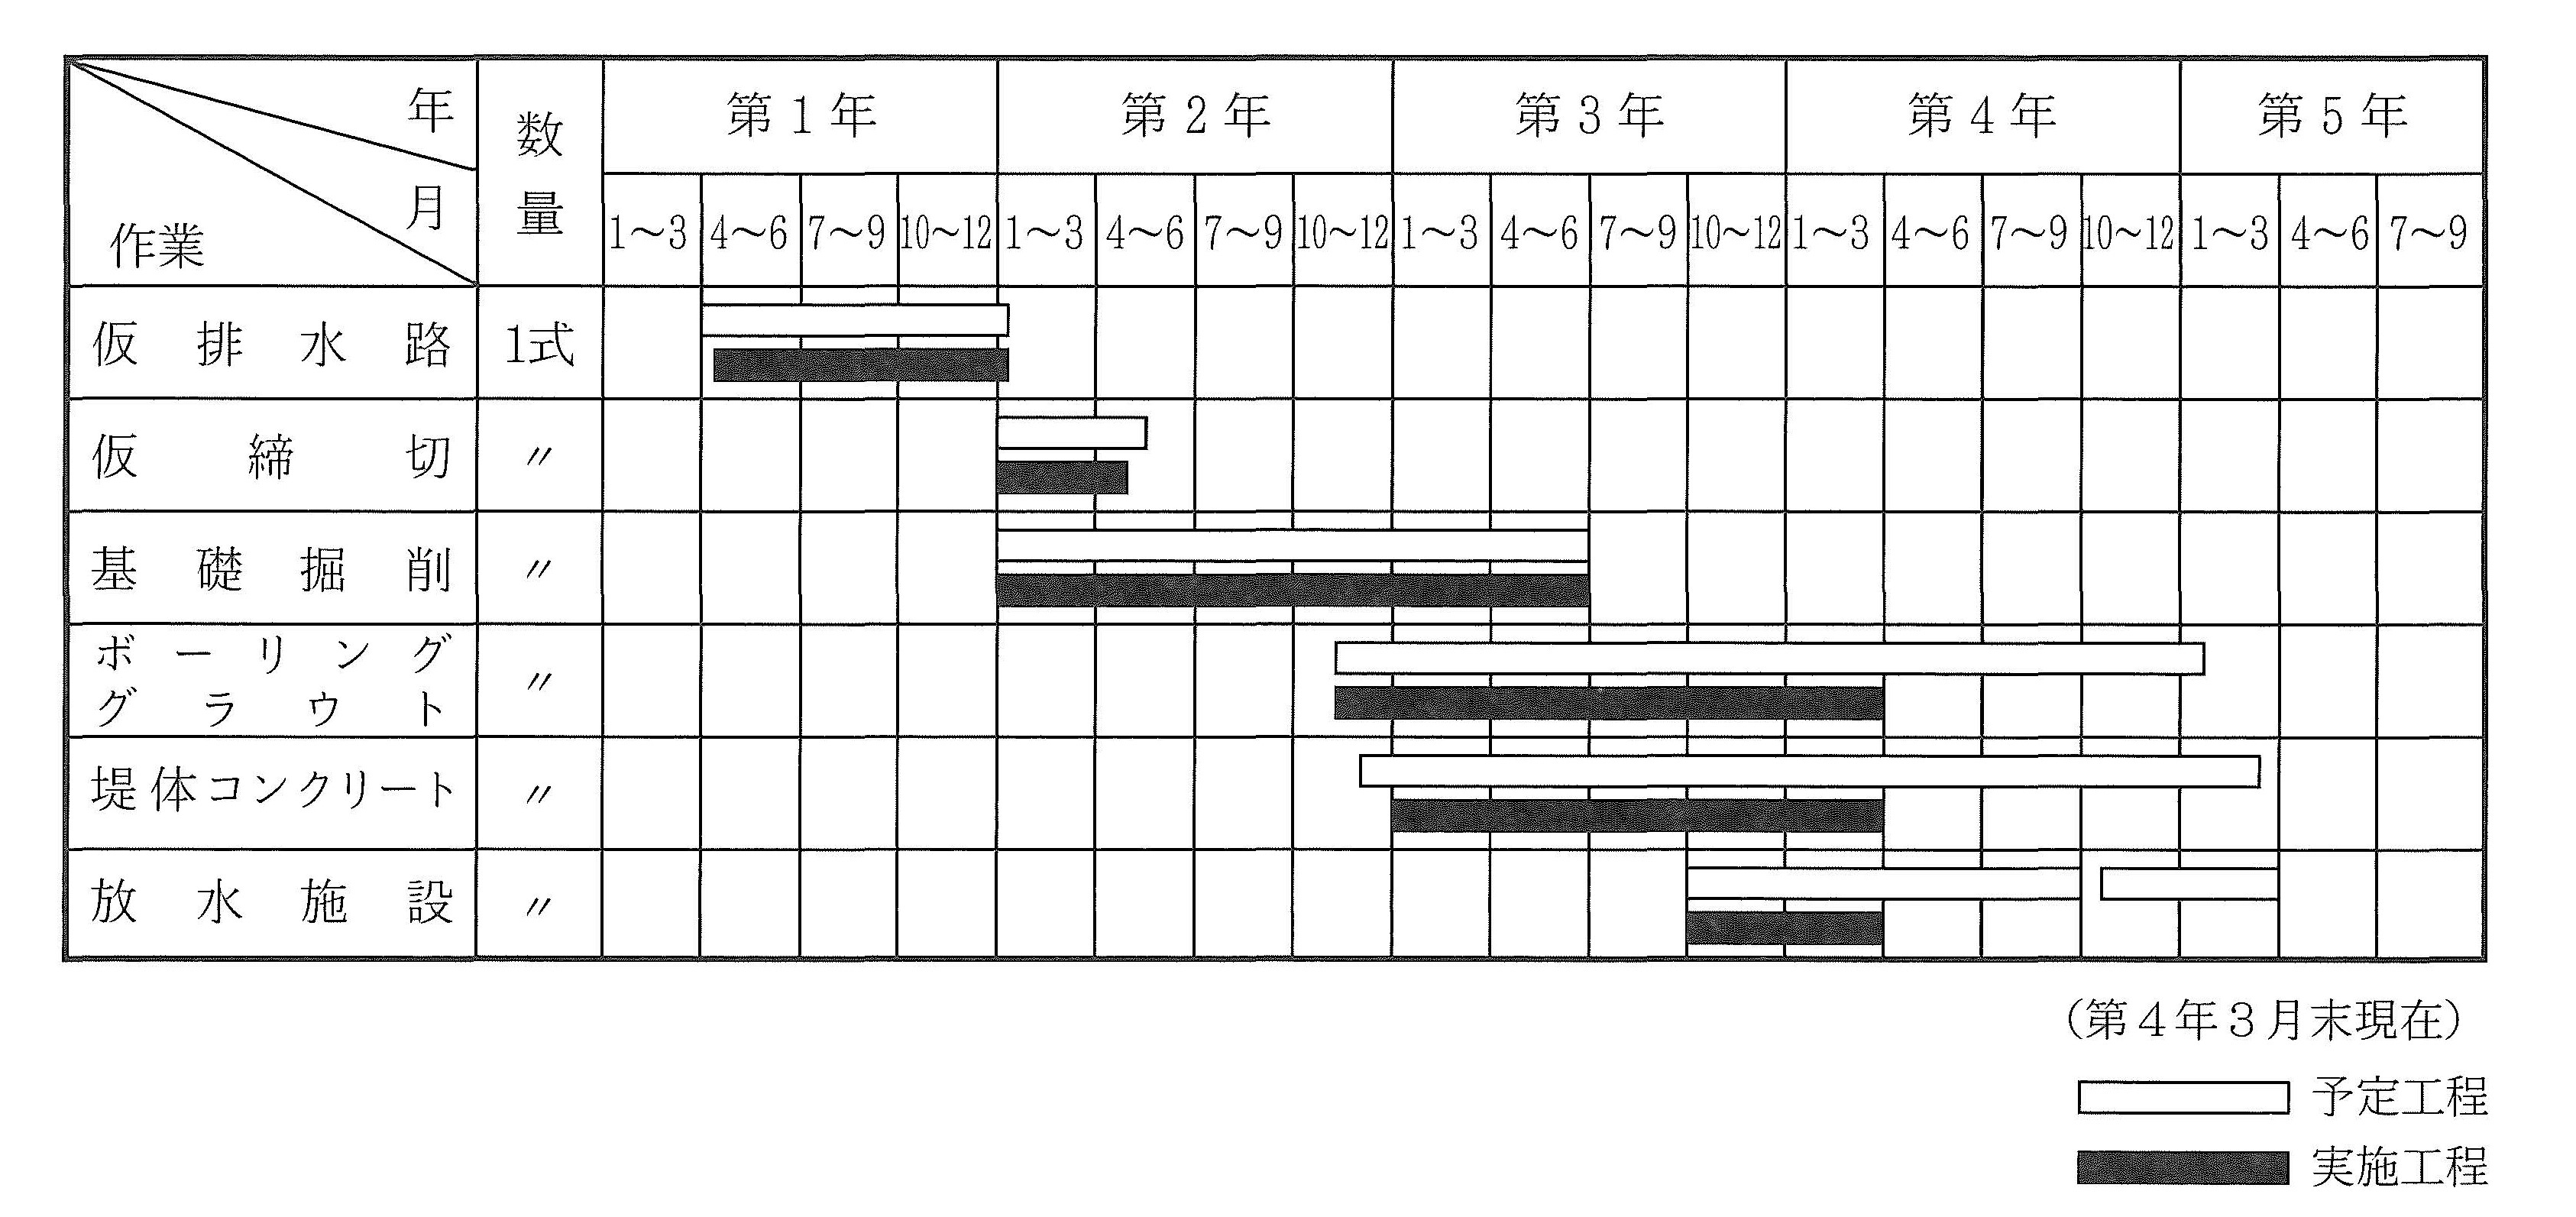 年
月
作業
数量
第1年
第2年
第3年
第4年
第5年
1～3 4～6 7～9 10～12 1～3 4～6 7～9 10～12 1～3 4～6 7～9 10～12 1～3 4～6 7～9 10～12 1～3 4～6 7～9
仮排水路 1式
仮締切 〃
基礎掘削 〃
ボーリング
グラウト 〃
堤体コンクリート 〃
放水施設 〃
(第4年3月末現在)
予定工程
実施工程